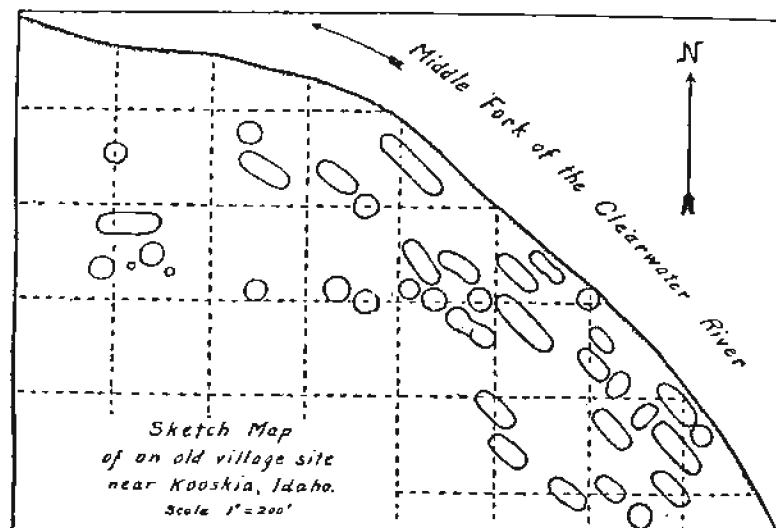 Middle Fork of the Clearwater River
N
Sketch Map
of an old village site
near Kooskia, Idaho.
Scale 1"=200'